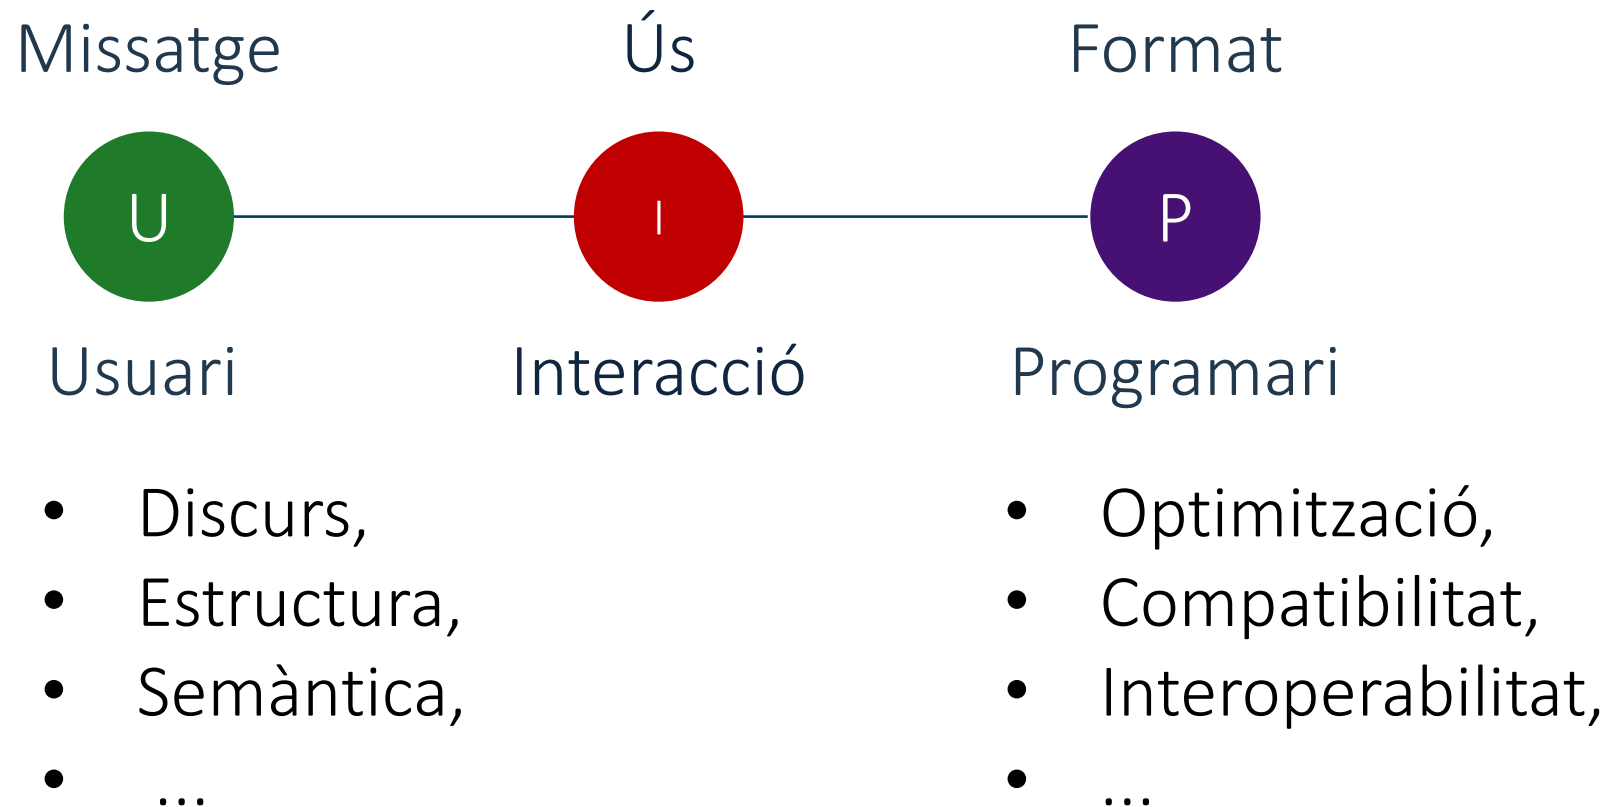 Missatge Ús Format
U I P
Usuari Interacció Programari
• Discurs, • Optimització,
• Estructura, • Compatibilitat,
• Semàntica, • Interoperabilitat,
• ... • ...